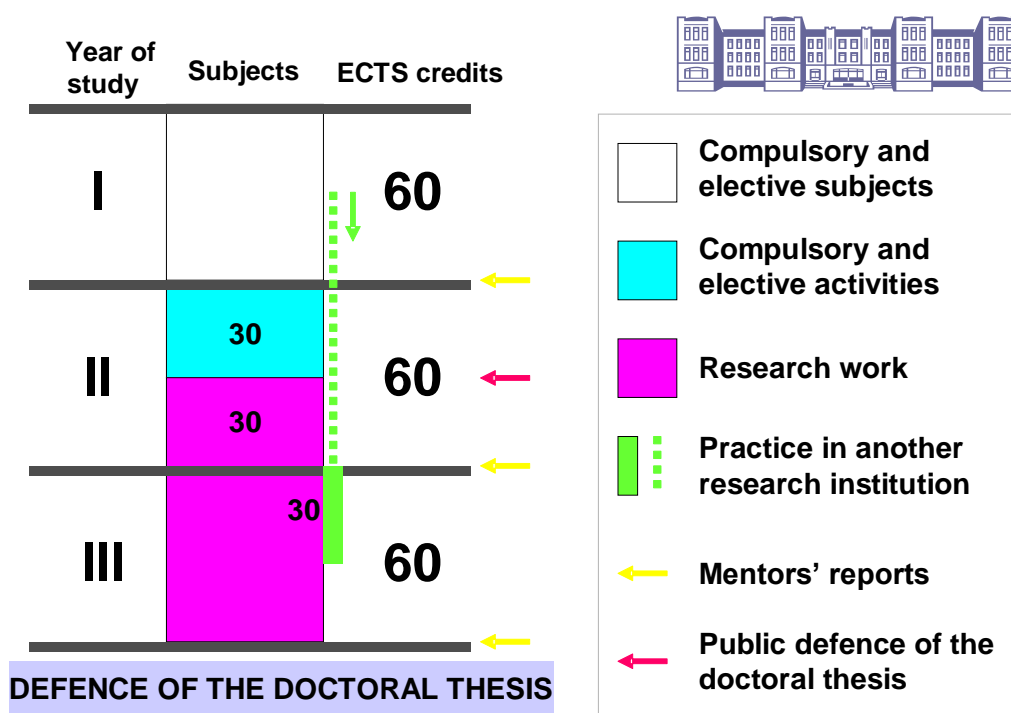 Year of
study
Subjects
ECTS credits
I
60
30
II
60
30
30
III
60
DEFENCE OF THE DOCTORAL THESIS
Compulsory and
elective subjects
Compulsory and
elective activities
Research work
Practice in another
research institution
Mentors’ reports
Public defence of the
doctoral thesis